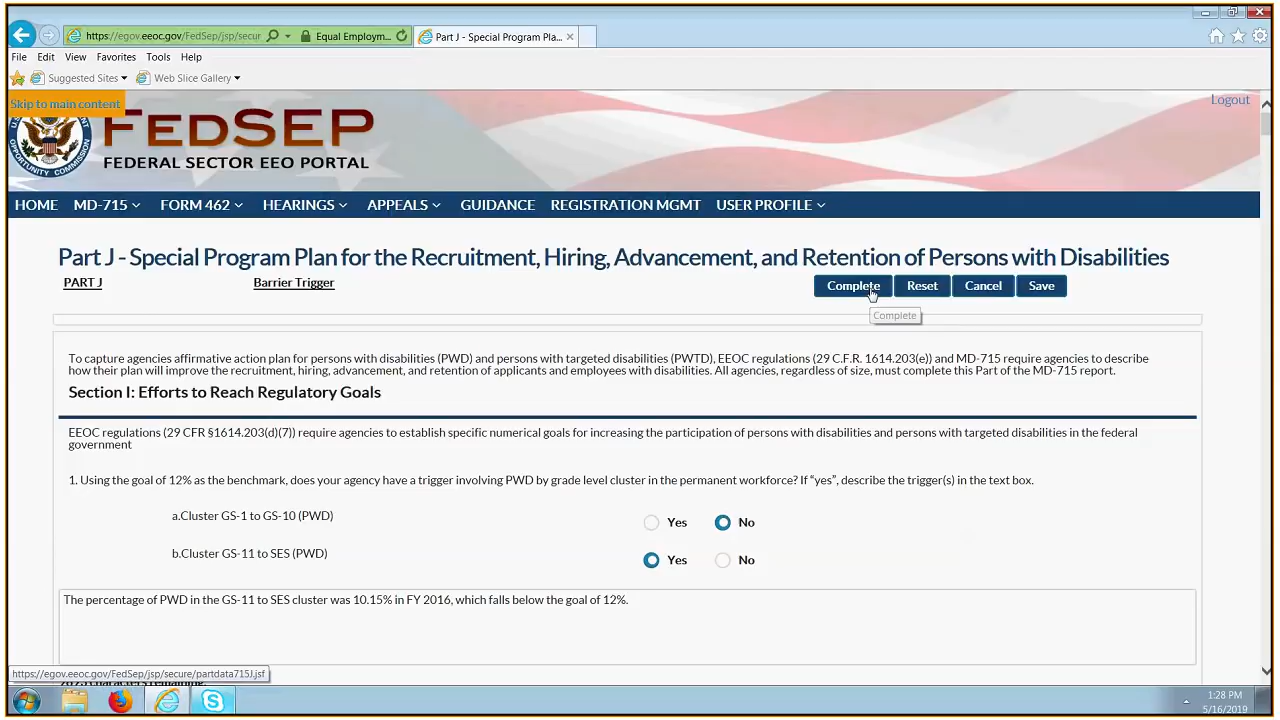 https://egov.eeoc.gov/FedSep/jsp/secur
Equal Employm...
Part J - Special Program Pla...
File Edit View Favorites Tools Help
Suggested Sites
Web Slice Gallery
Skip to main content
Logout
FEDSEP
FEDERAL SECTOR EEO PORTAL
HOME MD-715 FORM 462 HEARINGS APPEALS GUIDANCE REGISTRATION MGMT USER PROFILE
Part J - Special Program Plan for the Recruitment, Hiring, Advancement, and Retention of Persons with Disabilities
PART J
Barrier Trigger
Complete Reset Cancel Save
Complete
To capture agencies affirmative action plan for persons with disabilities (PWD) and persons with targeted disabilities (PWTD), EEOC regulations (29 C.F.R. 1614.203(e)) and MD-715 require agencies to describe
how their plan will improve the recruitment, hiring, advancement, and retention of applicants and employees with disabilities. All agencies, regardless of size, must complete this Part of the MD-715 report.
Section I: Efforts to Reach Regulatory Goals
EEOC regulations (29 CFR §1614.203(d)(7)) require agencies to establish specific numerical goals for increasing the participation of persons with disabilities and persons with targeted disabilities in the federal
government
1. Using the goal of 12% as the benchmark, does your agency have a trigger involving PWD by grade level cluster in the permanent workforce? If “yes”, describe the trigger(s) in the text box.
a.Cluster GS-1 to GS-10 (PWD)
Yes No
b.Cluster GS-11 to SES (PWD)
Yes No
The percentage of PWD in the GS-11 to SES cluster was 10.15% in FY 2016, which falls below the goal of 12%.
https://egov.eeoc.gov/FedSep/jsp/secure/partdata715J.jsf
1:28 PM
5/16/2019